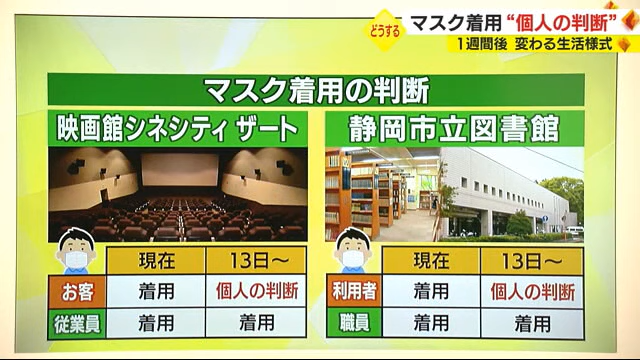 どうする
マスク着用“個人の判断”
1週間後 変わる生活様式
マスク着用の判断
映画館シネシティ ザート
現在 13日～
お客 着用 個人の判断
従業員 着用 着用
静岡市立図書館
現在 13日～
利用者 着用 個人の判断
職員 着用 着用